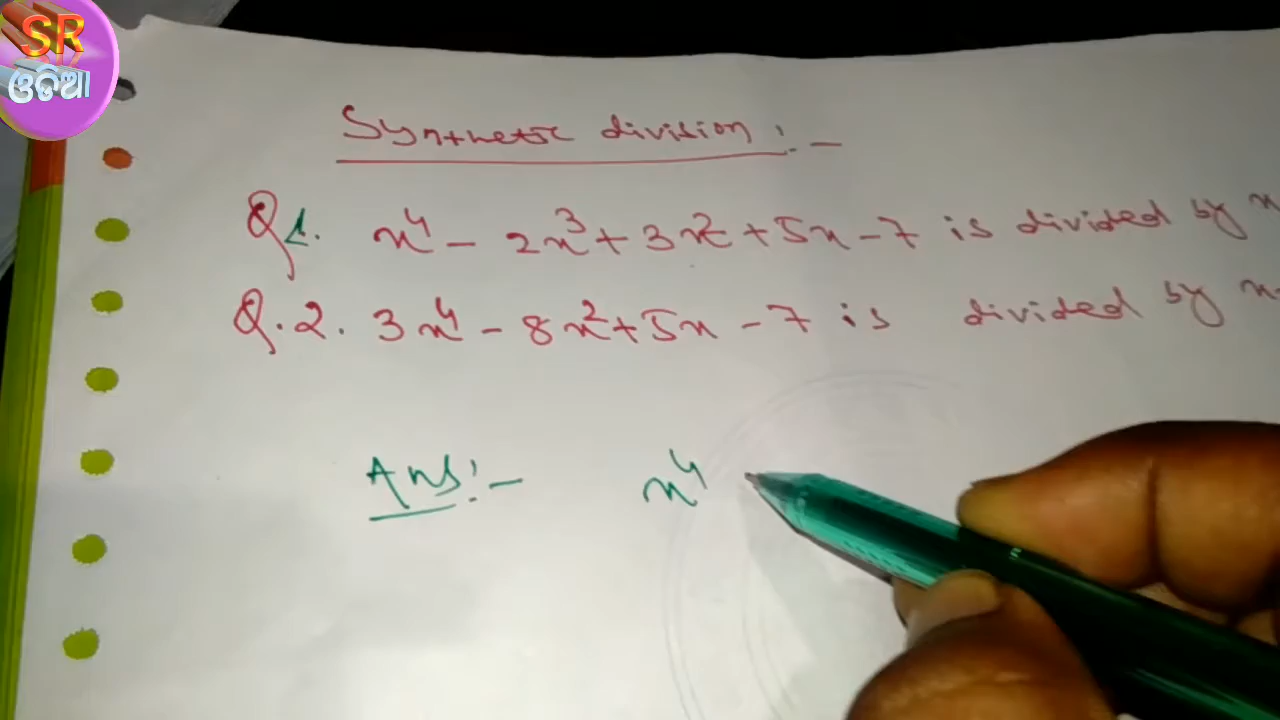 SR
ଓଡିଆ
Synthetic division :-
Q1. x⁴ - 2x³ + 3x² + 5x - 7 is divided by x
Q.2. 3x⁴ - 8x² + 5x - 7 is divided by x-
Ans:- x⁴